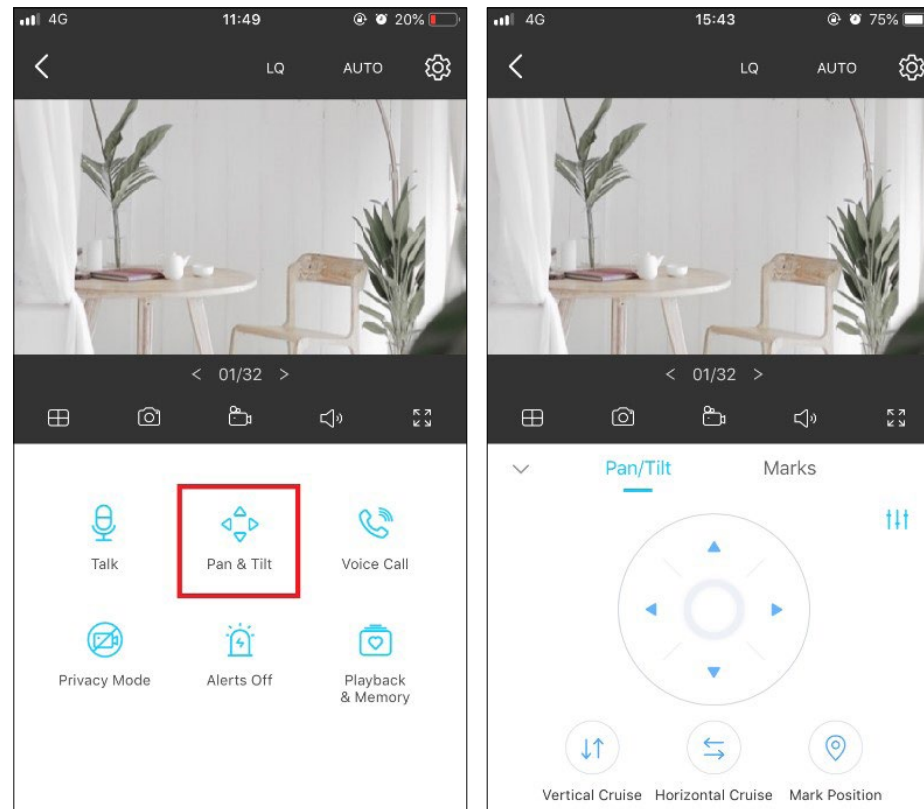 4G 11:49 20%
LQ AUTO
< 01/32 >
Talk Pan & Tilt Voice Call
Privacy Mode Alerts Off Playback
& Memory
4G 15:43 75%
LQ AUTO
< 01/32 >
Pan/Tilt Marks
Vertical Cruise Horizontal Cruise Mark Position